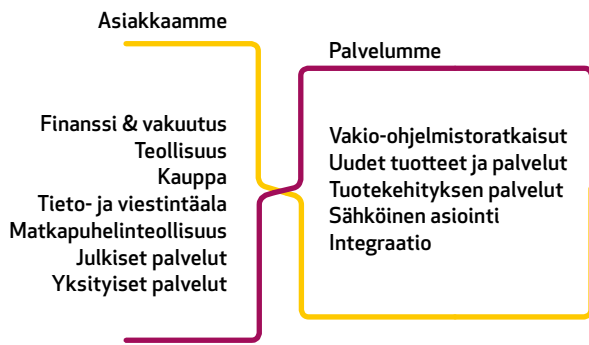 Asiakkaamme
Finanssi & vakuutus
Teollisuus
Kauppa
Tieto- ja viestintäala
Matkapuhelinteollisuus
Julkiset palvelut
Yksityiset palvelut
Palvelumme
Vakio-ohjelmistoratkaisut
Uudet tuotteet ja palvelut
Tuotekehityksen palvelut
Sähköinen asiointi
Integraatio